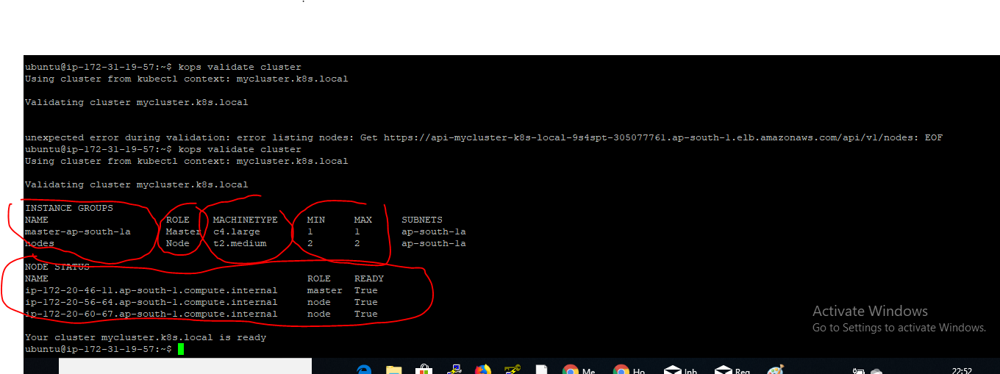 ubuntu@ip-172-31-19-57:~$ kops validate cluster
Using cluster from kubectl context: mycluster.k8s.local
Validating cluster mycluster.k8s.local
unexpected error during validation: error listing nodes: Get https://api-mycluster-k8s-local-9s4spt-305077761.ap-south-1.elb.amazonaws.com/api/v1/nodes: EOF
ubuntu@ip-172-31-19-57:~$ kops validate cluster
Using cluster from kubectl context: mycluster.k8s.local
Validating cluster mycluster.k8s.local
INSTANCE GROUPS
NAME ROLE MACHINETYPE MIN MAX SUBNETS
master-ap-south-1a Master c4.large 1 1 ap-south-1a
nodes Node t2.medium 2 2 ap-south-1a
NODE STATUS
NAME ROLE READY
ip-172-20-46-11.ap-south-1.compute.internal master True
ip-172-20-56-64.ap-south-1.compute.internal node True
ip-172-20-60-67.ap-south-1.compute.internal node True
Your cluster mycluster.k8s.local is ready
ubuntu@ip-172-31-19-57:~$
Activate Windows
Go to Settings to activate Windows.
Me Ho Inb Reg 22:52